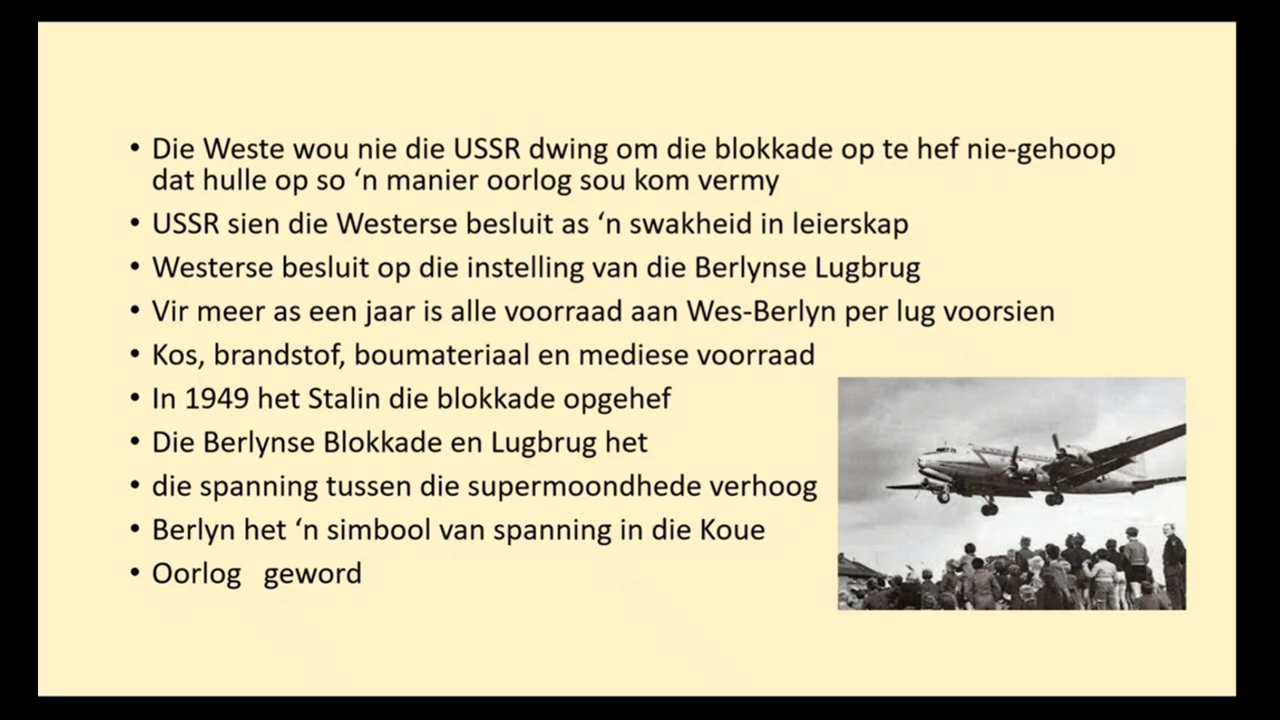 • Die Weste wou nie die USSR dwing om die blokkade op te hef nie-gehoop
dat hulle op so ‘n manier oorlog sou kom vermy
• USSR sien die Westerse besluit as ‘n swakheid in leierskap
• Westerse besluit op die instelling van die Berlynse Lugbrug
• Vir meer as een jaar is alle voorraad aan Wes-Berlyn per lug voorsien
• Kos, brandstof, boumateriaal en mediese voorraad
• In 1949 het Stalin die blokkade opgehef
• Die Berlynse Blokkade en Lugbrug het
• die spanning tussen die supermoondhede verhoog
• Berlyn het ‘n simbool van spanning in die Koue
• Oorlog geword